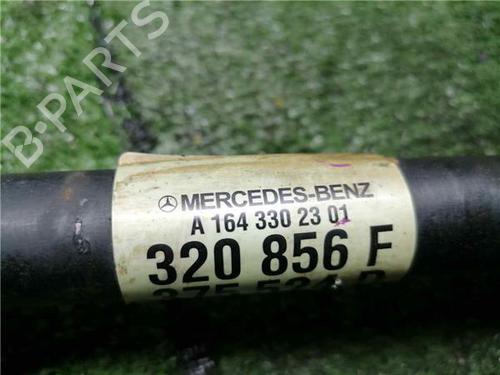 B-PARTS
MERCEDES-BENZ
A 164 330 23 01
320 856 F